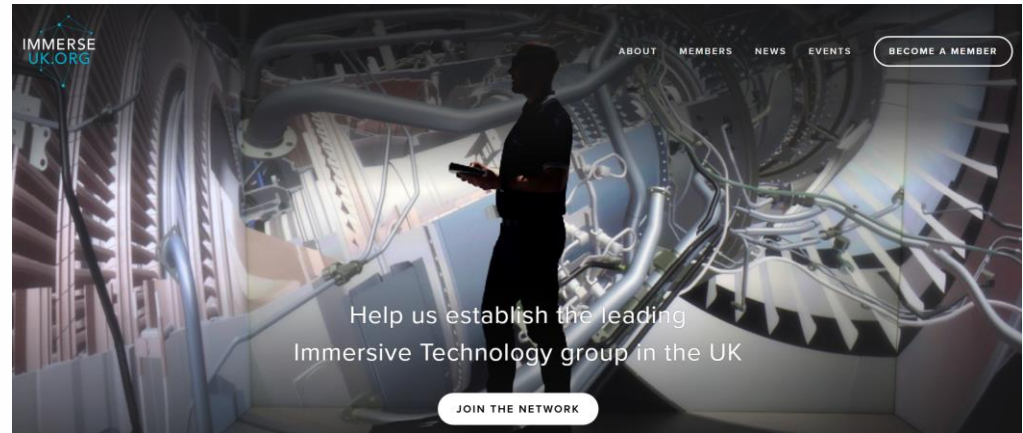 IMMERSE
UK.ORG
ABOUT MEMBERS NEWS EVENTS BECOME A MEMBER
Help us establish the leading
Immersive Technology group in the UK
JOIN THE NETWORK